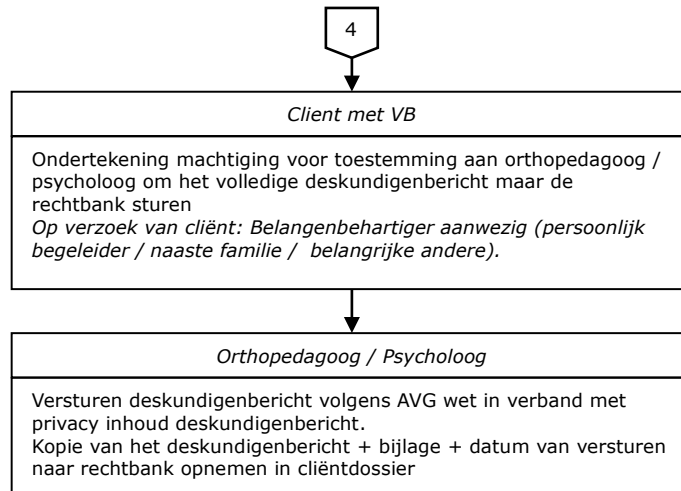 4
Client met VB
Ondertekening machtiging voor toestemming aan orthopedagoog /
psycholoog om het volledige deskundigenbericht maar de
rechtbank sturen
Op verzoek van cliënt: Belangenbehartiger aanwezig (persoonlijk
begeleider / naaste familie / belangrijke andere).
Orthopedagoog / Psycholoog
Versturen deskundigenbericht volgens AVG wet in verband met
privacy inhoud deskundigenbericht.
Kopie van het deskundigenbericht + bijlage + datum van versturen
naar rechtbank opnemen in cliëntdossier